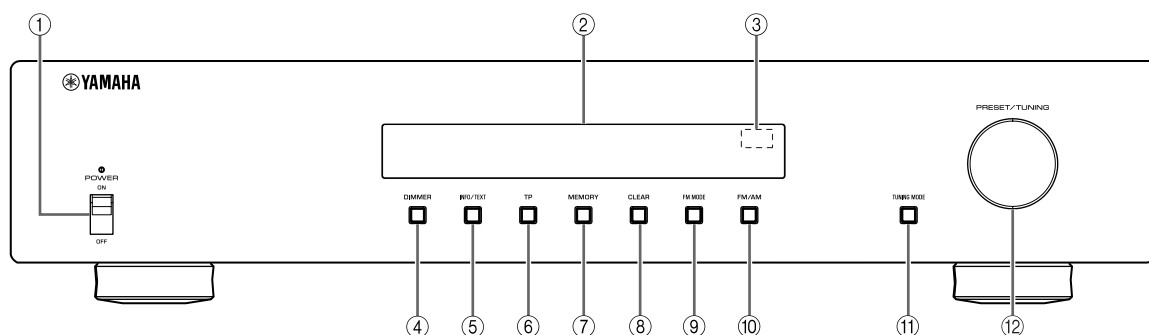 ① ② ③
YAMAHA
PRESET/TUNING
POWER
ON
OFF
DIMMER INFO/TEXT TP MEMORY CLEAR FM MODE FM/AM TUNING MODE
④ ⑤ ⑥ ⑦ ⑧ ⑨ ⑩ ⑪ ⑫